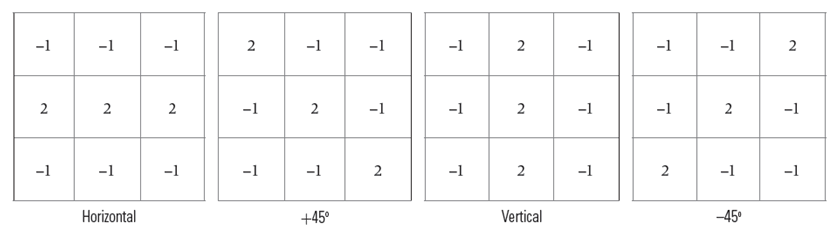 −1 −1 −1 2 −1 −1 −1 2 −1 −1 −1 2
2 2 2 −1 2 −1 −1 2 −1 −1 2 −1
−1 −1 −1 −1 −1 2 −1 2 −1 2 −1 −1
Horizontal +45º Vertical −45º